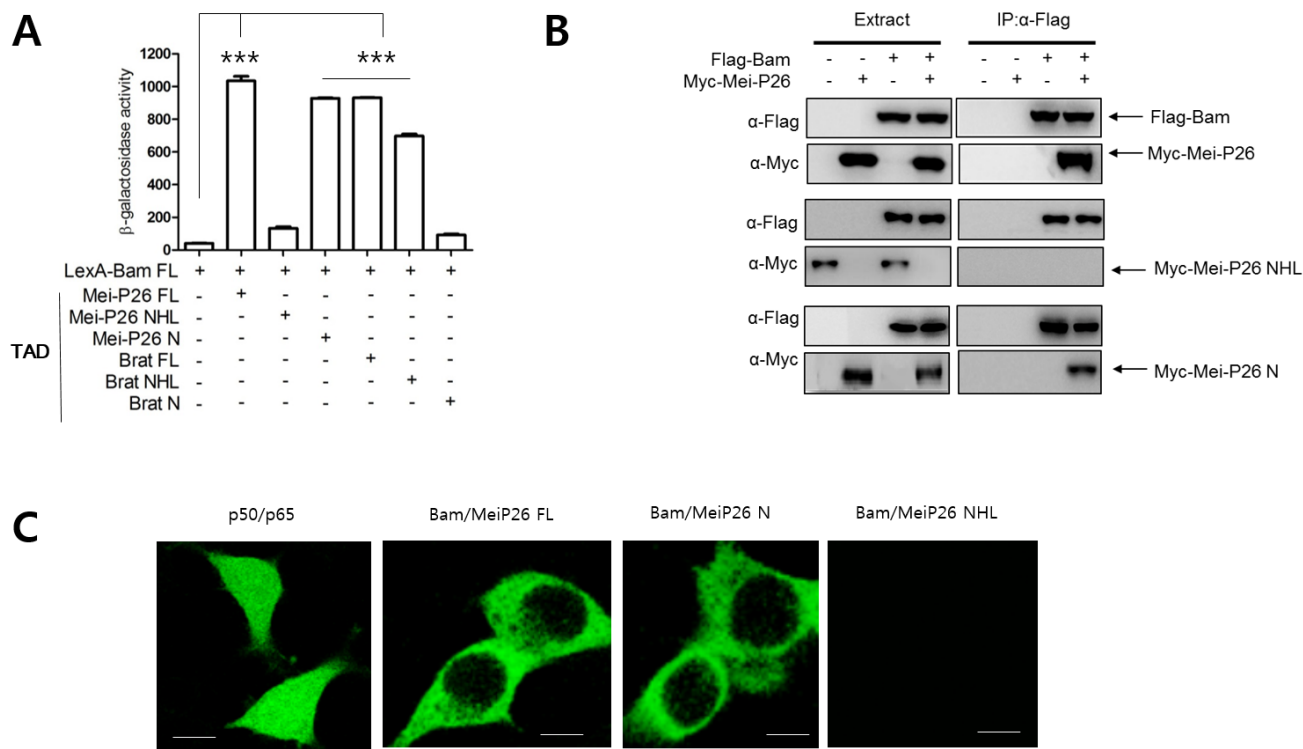 A
***
***
1200
1000
800
600
400
200
0
β-galactosidase activity
LexA-Bam FL + + + + + + +
TAD
Mei-P26 FL - + - - - - -
Mei-P26 NHL - - + - - - -
Mei-P26 N - - - + - - -
Brat FL - - - - + - -
Brat NHL - - - - - + -
Brat N - - - - - - +
B
Extract IP:α-Flag
Flag-Bam - - + + - - + +
Myc-Mei-P26 - + - + - + - +
α-Flag Flag-Bam
α-Myc Myc-Mei-P26
α-Flag
α-Myc Myc-Mei-P26 NHL
α-Flag
α-Myc Myc-Mei-P26 N
C
p50/p65 Bam/MeiP26 FL Bam/MeiP26 N Bam/MeiP26 NHL